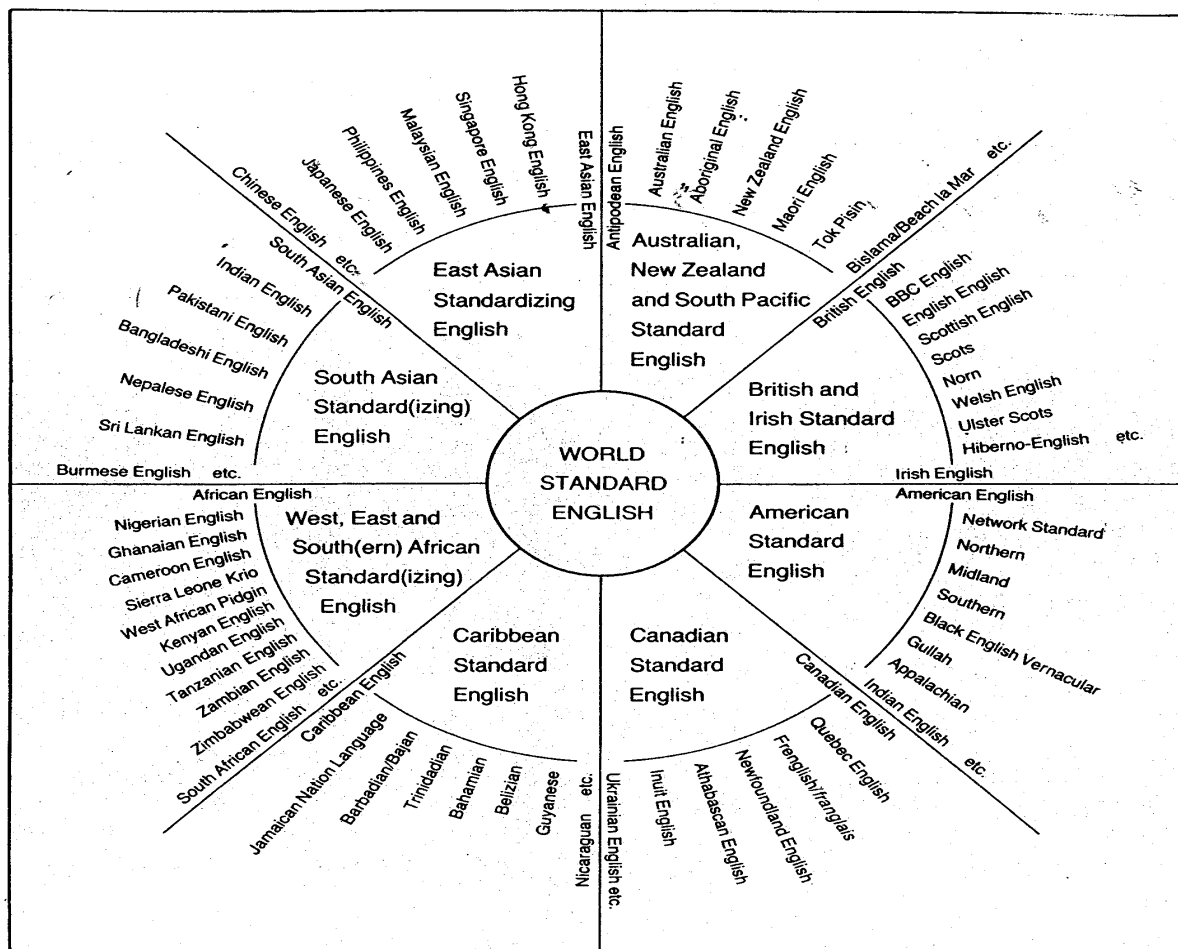 WORLD
STANDARD
ENGLISH
East Asian
Standardizing
English
East Asian English
Hong Kong English
Singapore English
Malaysian English
Philippines English
Japanese English
Chinese English etc.
Australian,
New Zealand
and South Pacific
Standard
English
Antipodean English
Australian English
Aboriginal English
New Zealand English
Maori English
Tok Pisin
Bislama/Beach la Mar etc.
British and
Irish Standard
English
British English
BBC English
English English
Scottish English
Scots
Norn
Welsh English
Ulster Scots
Hiberno-English etc.
Irish English
American
Standard
English
American English
Network Standard
Northern
Midland
Southern
Black English Vernacular
Gullah
Appalachian
Indian English etc.
Canadian
Standard
English
Canadian English
Quebec English
Frenglish/franglais
Newfoundland English
Athabascan English
Inuit English
Ukrainian English etc.
Caribbean
Standard
English
Caribbean English
Jamaican Nation Language
Barbadian/Bajan
Trinidadian
Bahamian
Belizian
Guyanese
Nicaraguan etc.
West, East and
South(ern) African
Standard(izing)
English
African English
Nigerian English
Ghanaian English
Cameroon English
Sierra Leone Krio
West African Pidgin
Kenyan English
Ugandan English
Tanzanian English
Zambian English
Zimbabwean English
South African English etc.
South Asian
Standard(izing)
English
South Asian English
Indian English
Pakistani English
Bangladeshi English
Nepalese English
Sri Lankan English
Burmese English etc.